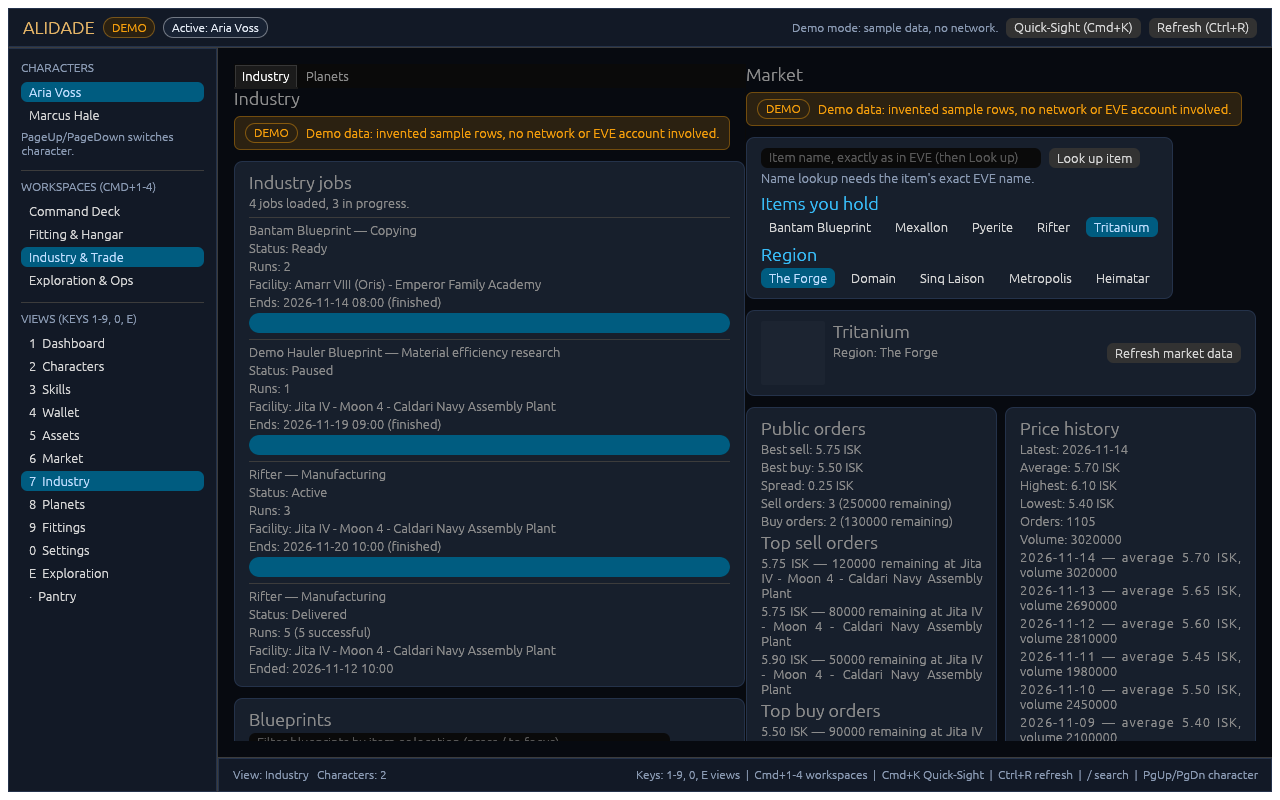 ALIDADE DEMO Active: Aria Voss
Demo mode: sample data, no network. Quick-Sight (Cmd+K) Refresh (Ctrl+R)
CHARACTERS
Aria Voss
Marcus Hale
PageUp/PageDown switches
character.
WORKSPACES (CMD+1-4)
Command Deck
Fitting & Hangar
Industry & Trade
Exploration & Ops
VIEWS (KEYS 1-9, 0, E)
1 Dashboard
2 Characters
3 Skills
4 Wallet
5 Assets
6 Market
7 Industry
8 Planets
9 Fittings
0 Settings
E Exploration
· Pantry
Industry Planets
Industry
DEMO Demo data: invented sample rows, no network or EVE account involved.
Industry jobs
4 jobs loaded, 3 in progress.
Bantam Blueprint — Copying
Status: Ready
Runs: 2
Facility: Amarr VIII (Oris) - Emperor Family Academy
Ends: 2026-11-14 08:00 (finished)
Demo Hauler Blueprint — Material efficiency research
Status: Paused
Runs: 1
Facility: Jita IV - Moon 4 - Caldari Navy Assembly Plant
Ends: 2026-11-19 09:00 (finished)
Rifter — Manufacturing
Status: Active
Runs: 3
Facility: Jita IV - Moon 4 - Caldari Navy Assembly Plant
Ends: 2026-11-20 10:00 (finished)
Rifter — Manufacturing
Status: Delivered
Runs: 5 (5 successful)
Facility: Jita IV - Moon 4 - Caldari Navy Assembly Plant
Ended: 2026-11-12 10:00
Blueprints
Filter blueprints by item or location (press / to focus)
Market
DEMO Demo data: invented sample rows, no network or EVE account involved.
Item name, exactly as in EVE (then Look up) Look up item
Name lookup needs the item's exact EVE name.
Items you hold
Bantam Blueprint Mexallon Pyerite Rifter Tritanium
Region
The Forge Domain Sinq Laison Metropolis Heimatar
Tritanium
Region: The Forge
Refresh market data
Public orders
Best sell: 5.75 ISK
Best buy: 5.50 ISK
Spread: 0.25 ISK
Sell orders: 3 (250000 remaining)
Buy orders: 2 (130000 remaining)
Top sell orders
5.75 ISK — 120000 remaining at Jita
IV - Moon 4 - Caldari Navy Assembly
Plant
5.75 ISK — 80000 remaining at Jita IV
- Moon 4 - Caldari Navy Assembly
Plant
5.90 ISK — 50000 remaining at Jita IV
- Moon 4 - Caldari Navy Assembly
Plant
Top buy orders
5.50 ISK — 90000 remaining at Jita IV
Price history
Latest: 2026-11-14
Average: 5.70 ISK
Highest: 6.10 ISK
Lowest: 5.40 ISK
Orders: 1105
Volume: 3020000
2026-11-14 — average 5.70 ISK,
volume 3020000
2026-11-13 — average 5.65 ISK,
volume 2690000
2026-11-12 — average 5.60 ISK,
volume 2810000
2026-11-11 — average 5.45 ISK,
volume 1980000
2026-11-10 — average 5.50 ISK,
volume 2450000
2026-11-09 — average 5.40 ISK,
volume 2100000
View: Industry Characters: 2
Keys: 1-9, 0, E views | Cmd+1-4 workspaces | Cmd+K Quick-Sight | Ctrl+R refresh | / search | PgUp/PgDn character